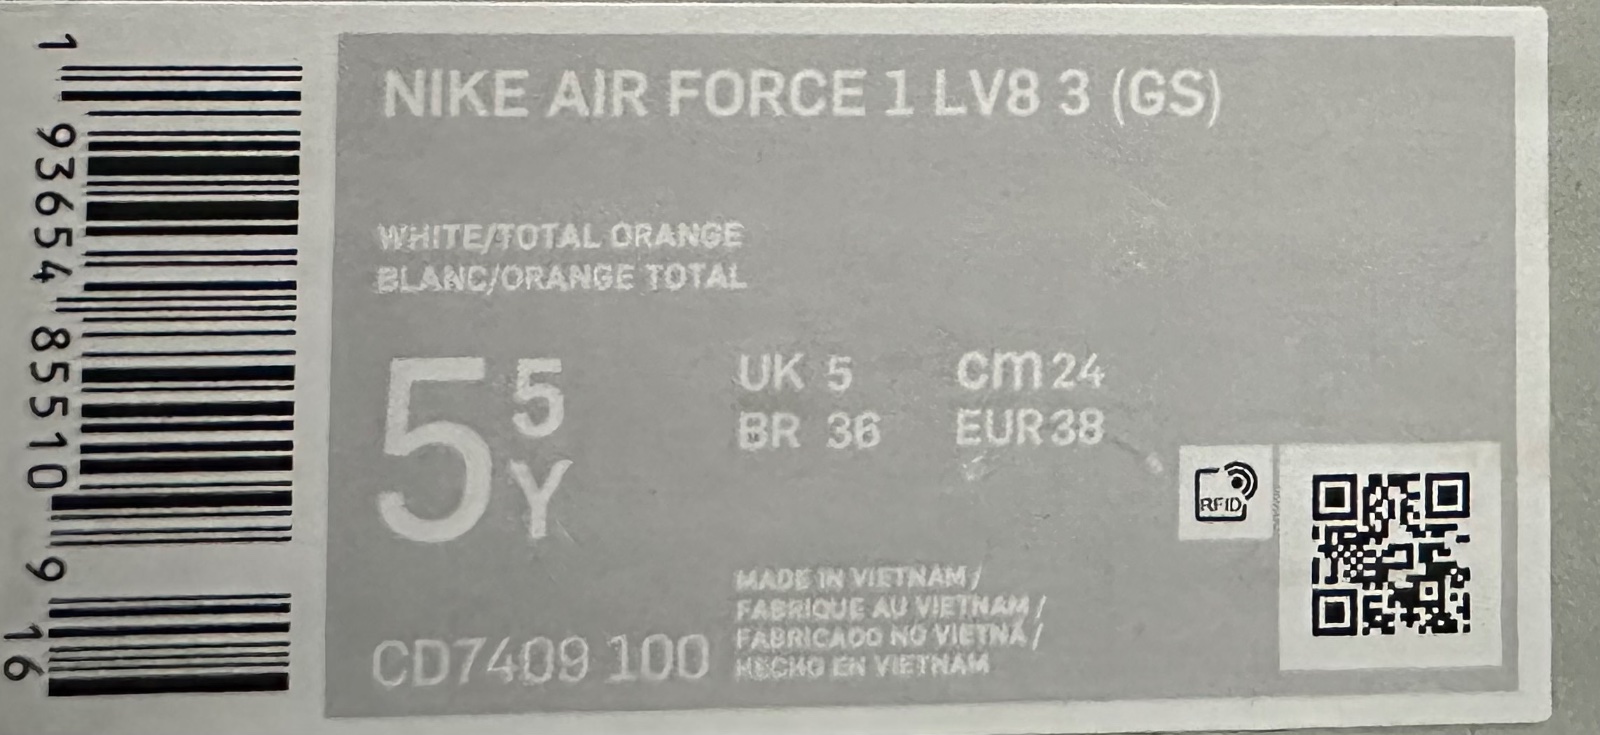 1 93654 85510 9 16
NIKE AIR FORCE 1 LV8 3 (GS)
WHITE/TOTAL ORANGE
BLANC/ORANGE TOTAL
5 5 Y
UK 5 cm 24
BR 36 EUR 38
RFID
MADE IN VIETNAM /
FABRIQUE AU VIETNAM /
FABRICADO NO VIETNÃ /
HECHO EN VIETNAM
CD7409 100